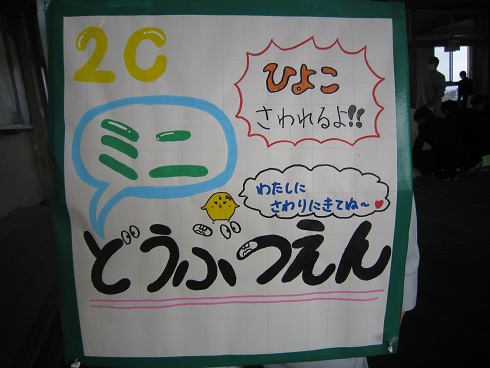 2C
ひよこ
さわれるよ!!
ミニ
わたしに
さわりにきてね~♥
どうぶつえん